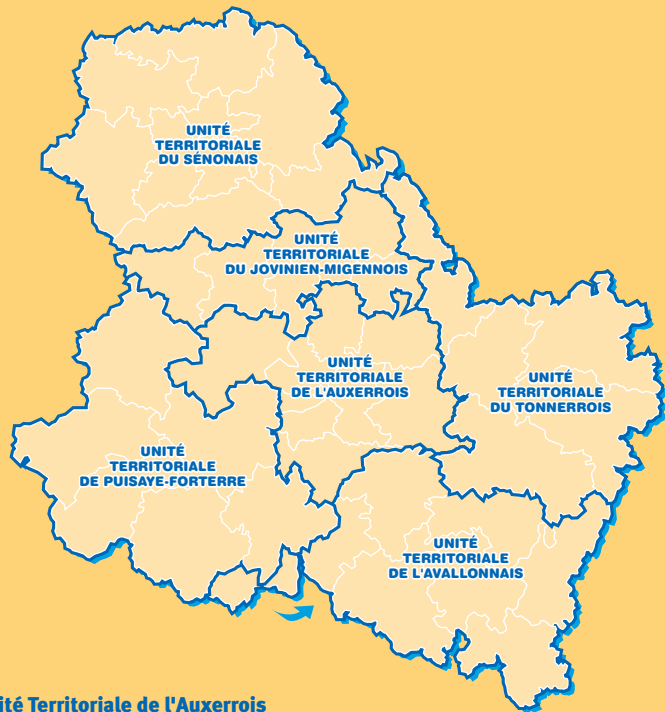 UNITÉ
TERRITORIALE
DU SÉNONAIS
UNITÉ
TERRITORIALE
DU JOVINIEN-MIGENNOIS
UNITÉ
TERRITORIALE
DE L'AUXERROIS
UNITÉ
TERRITORIALE
DU TONNERROIS
UNITÉ
TERRITORIALE
DE PUISAYE-FORTERRE
UNITÉ
TERRITORIALE
DE L'AVALLONNAIS
ité Territoriale de l'Auxerrois